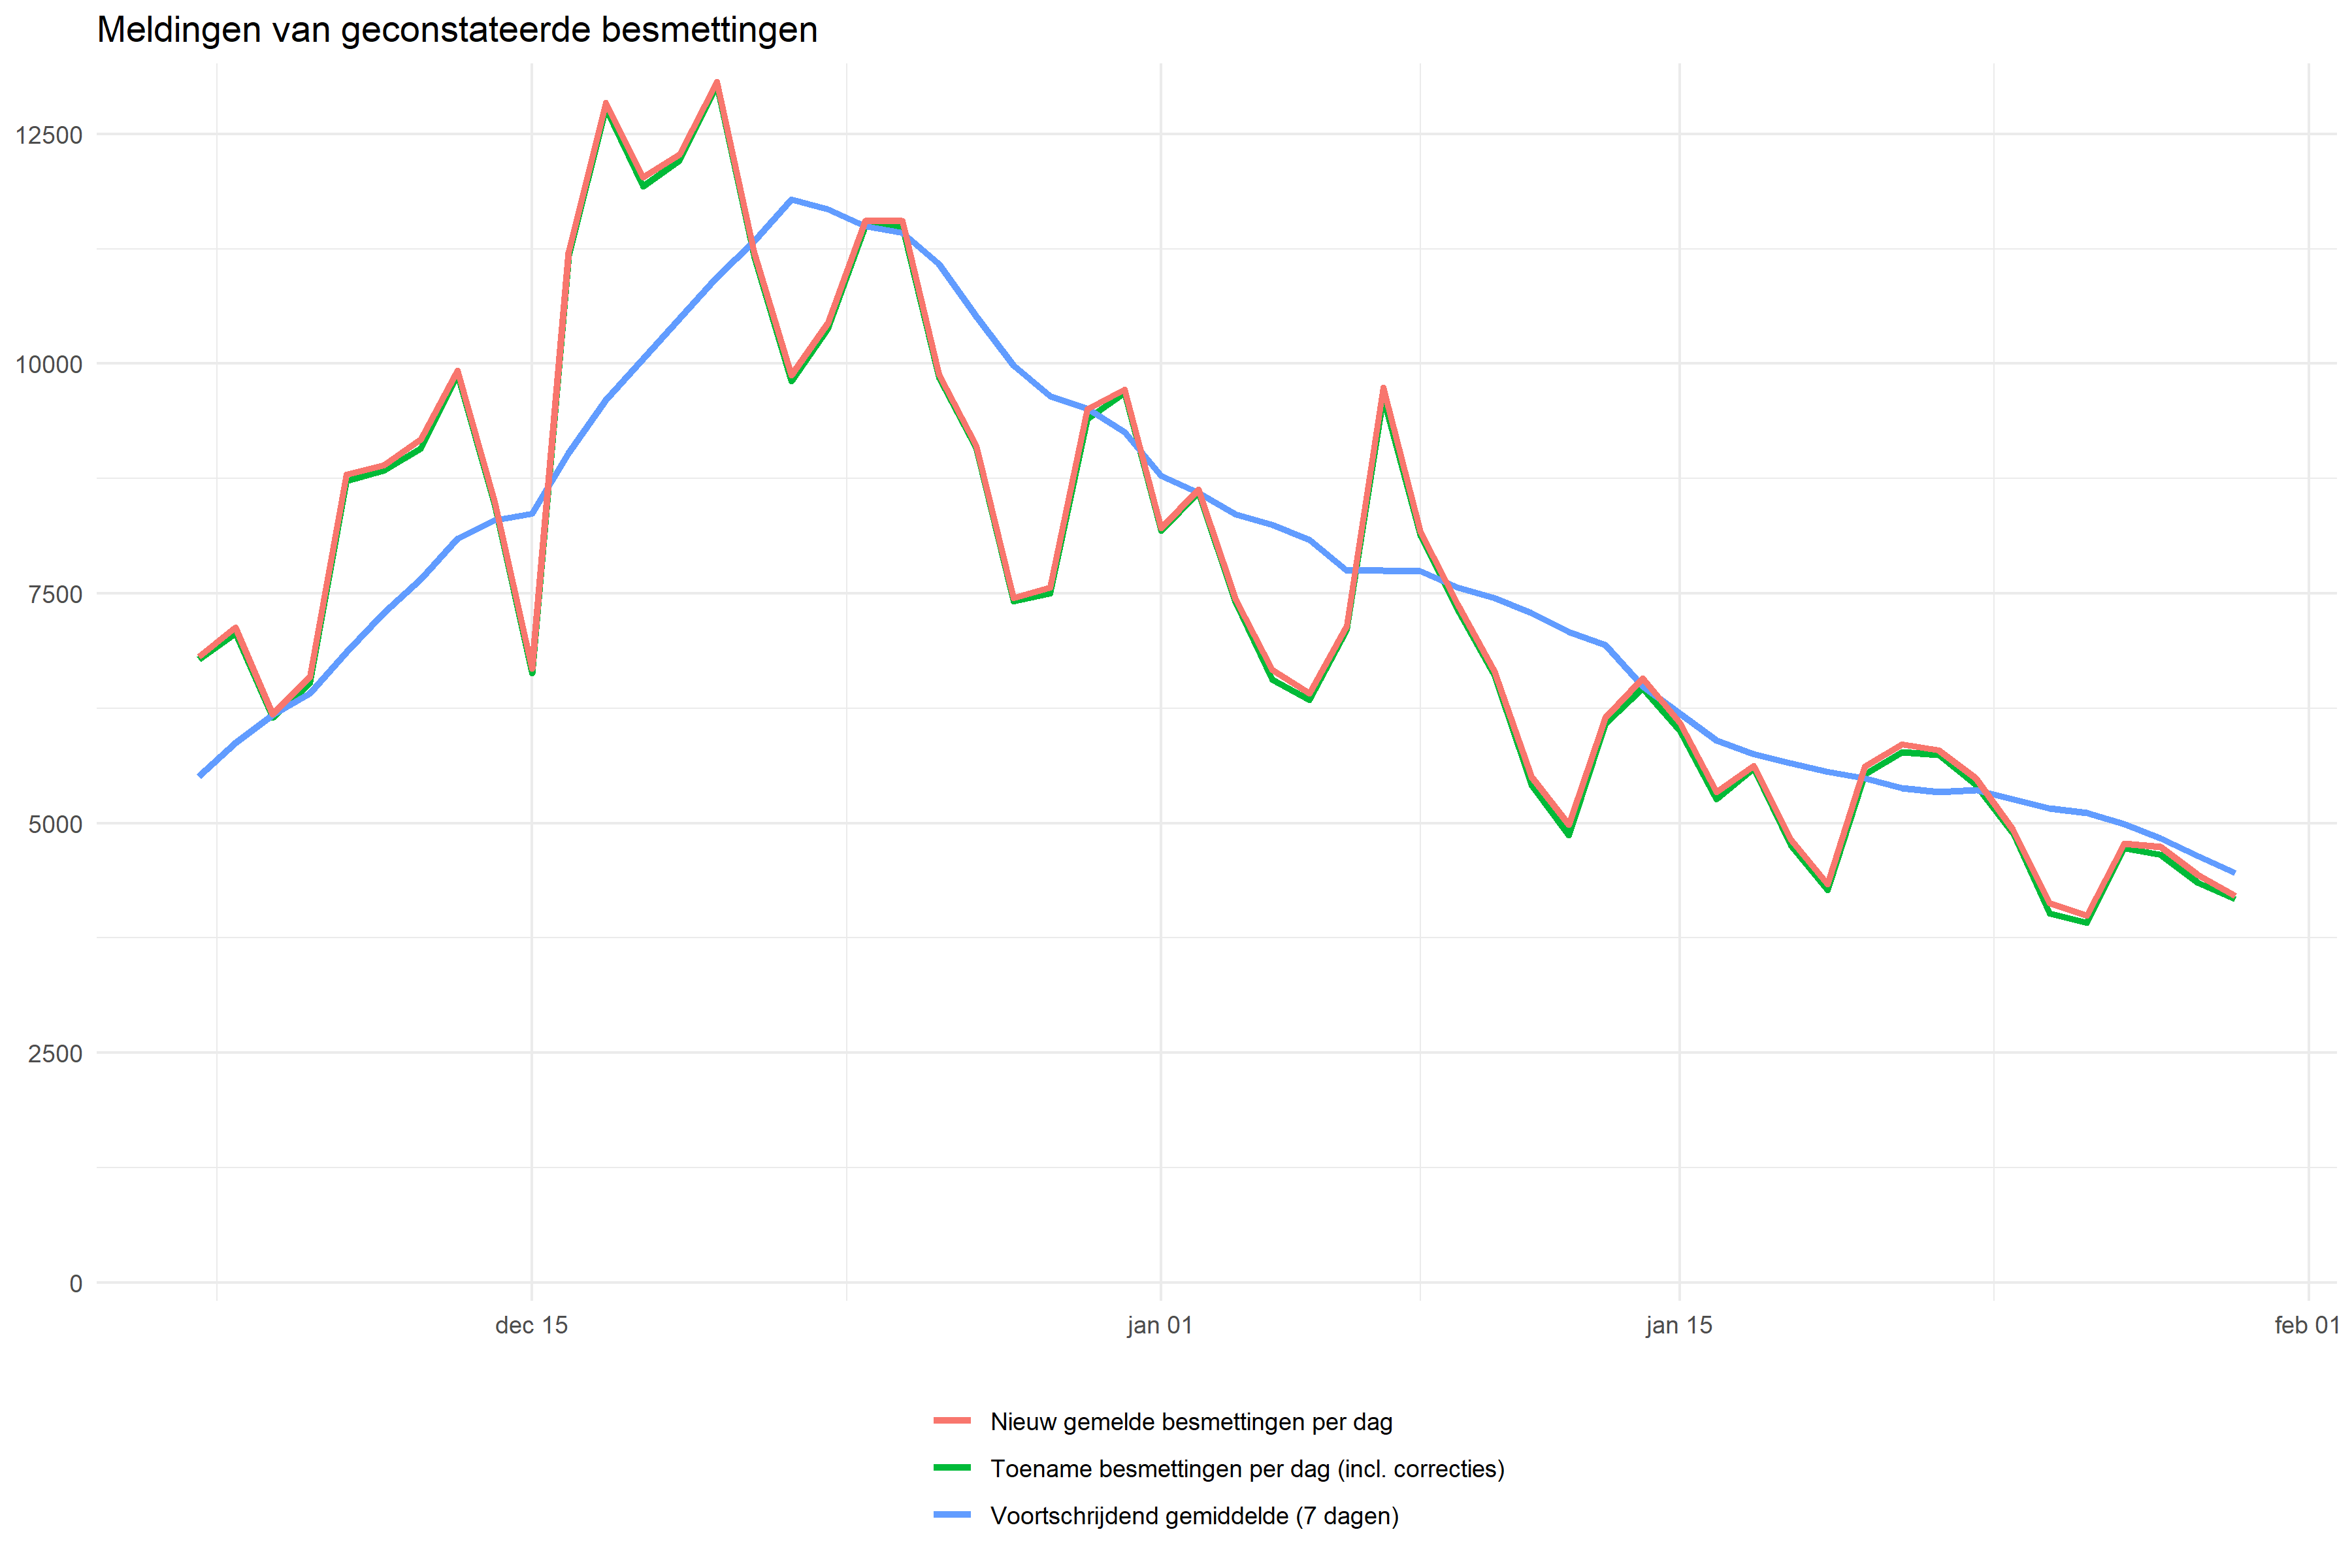 Meldingen van geconstateerde besmettingen
12500
10000
7500
5000
2500
0
dec 15
jan 01
jan 15
feb 01
Nieuw gemelde besmettingen per dag
Toename besmettingen per dag (incl. correcties)
Voortschrijdend gemiddelde (7 dagen)